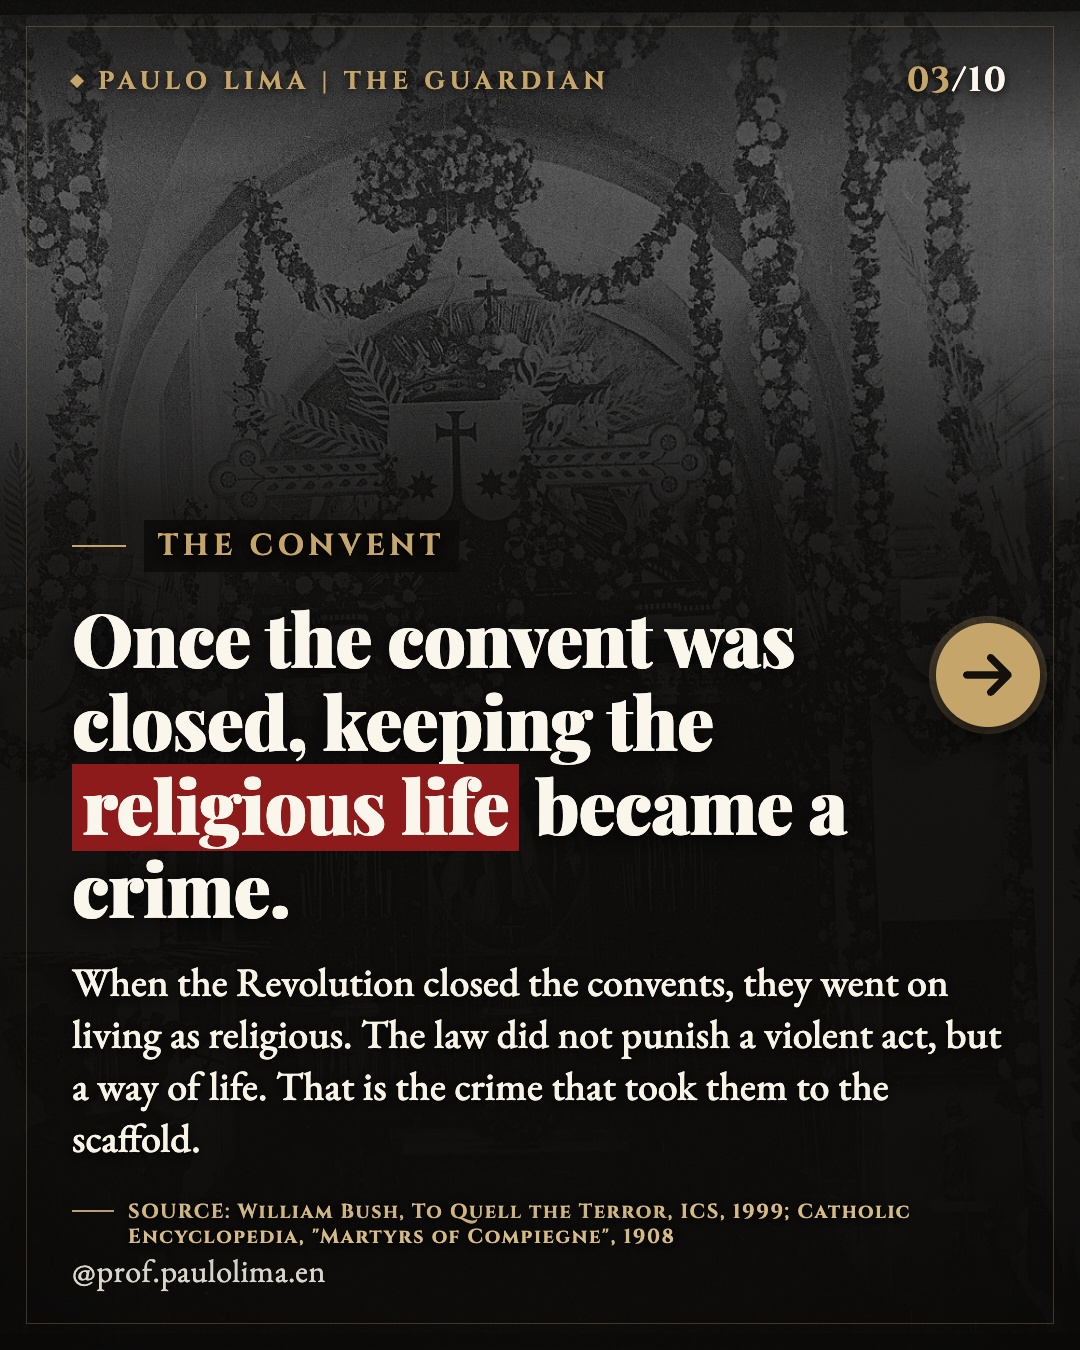 PAULO LIMA | THE GUARDIAN
03/10
THE CONVENT
Once the convent was
closed, keeping the
religious life became a
crime.
When the Revolution closed the convents, they went on
living as religious. The law did not punish a violent act, but
a way of life. That is the crime that took them to the
scaffold.
SOURCE: William Bush, To Quell the Terror, ICS, 1999; Catholic
Encyclopedia, "Martyrs of Compiegne", 1908
@prof.paulolima.en